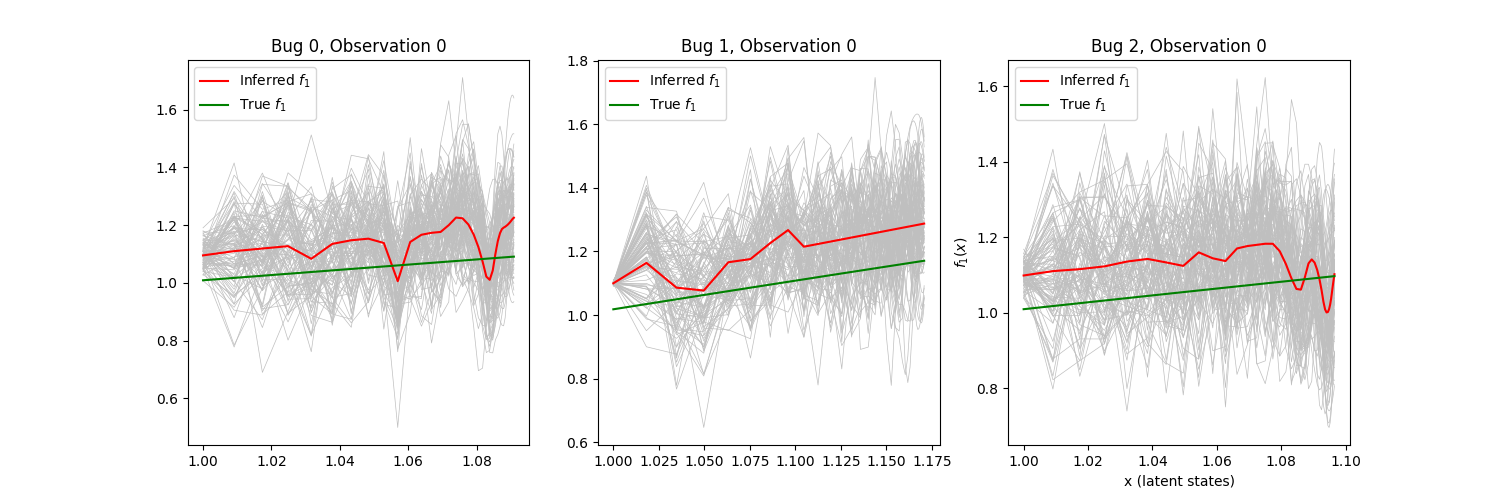 Bug 0, Observation 0
Inferred f₁
True f₁
1.6
1.4
1.2
1.0
0.8
0.6
1.00 1.02 1.04 1.06 1.08
Bug 1, Observation 0
Inferred f₁
True f₁
1.8
1.6
1.4
1.2
1.0
0.8
0.6
1.000 1.025 1.050 1.075 1.100 1.125 1.150 1.175
Bug 2, Observation 0
Inferred f₁
True f₁
f₁(x)
1.6
1.4
1.2
1.0
0.8
1.00 1.02 1.04 1.06 1.08 1.10
x (latent states)